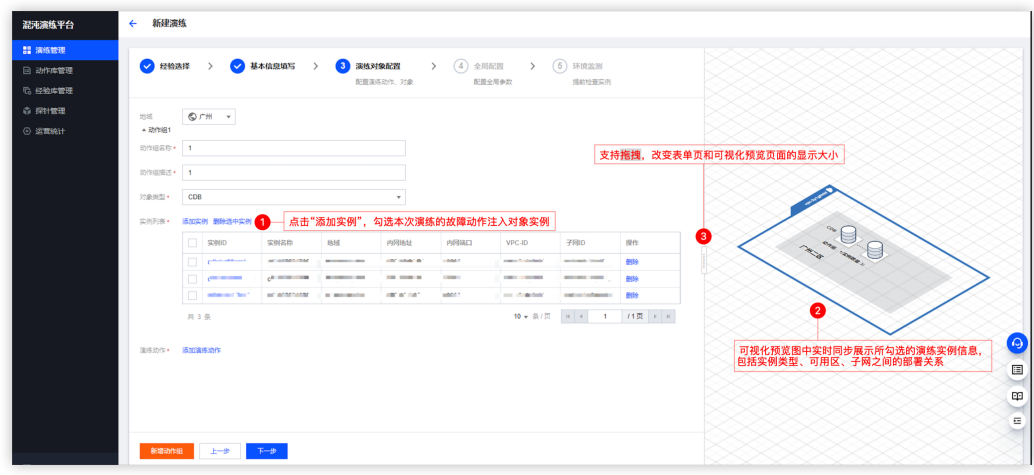 混沌演练平台
演练管理
动作库管理
经验库管理
探针管理
运营统计
← 新建演练
经验选择 > 基本信息填写 > 3 演练对象配置 > 4 全局配置 > 5 环境监测
配置演练动作、对象 配置全局参数 提前检查实例
地域 广州
动作组1
动作组名称* 1
动作组描述* 1
对象类型* CDB
实例列表* 添加实例 删除选中实例
1 点击“添加实例”，勾选本次演练的故障动作注入对象实例
实例ID 实例名称 地域 内网地址 内网端口 VPC-ID 子网ID 操作
删除
删除
删除
共 3 条 10 条/页 1 /1页
演练动作* 添加演练动作
新增动作组 上一步 下一步
支持拖拽，改变表单页和可视化预览页面的显示大小
3
CDB
广州二区
2
可视化预览图中实时同步展示所勾选的演练实例信息，
包括实例类型、可用区、子网之间的部署关系